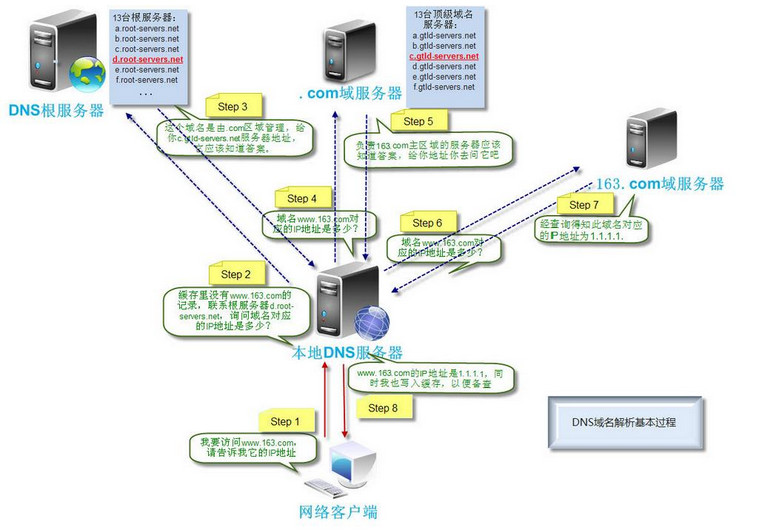 13台根服务器：
a.root-servers.net
b.root-servers.net
c.root-servers.net
d.root-servers.net
e.root-servers.net
f.root-servers.net
...
DNS根服务器
13台顶级域名
服务器：
a.gtld-servers.net
b.gtld-servers.net
c.gtld-servers.net
d.gtld-servers.net
e.gtld-servers.net
f.gtld-servers.net
.com域服务器
Step 3
这个域名是由.com区域管理，给
你c.gtld-servers.net服务器地址，
它应该知道答案。
Step 5
负责163.com主区域的服务器应该
知道答案，给你地址你去问它吧
163.com域服务器
Step 4
域名www.163.com对
应的IP地址是多少？
Step 6
域名www.163.com对
应的IP地址是多少？
Step 7
经查询得知此域名对应
的IP地址为1.1.1.1.
Step 2
缓存里没有www.163.com的
记录，联系根服务器d.root-
servers.net，询问域名对应
的IP地址是多少？
本地DNS服务器
www.163.com的IP地址是1.1.1.1，同
时我也写入缓存，以便备查
Step 8
Step 1
我要访问www.163.com，
请告诉我它的IP地址
网络客户端
DNS域名解析基本过程